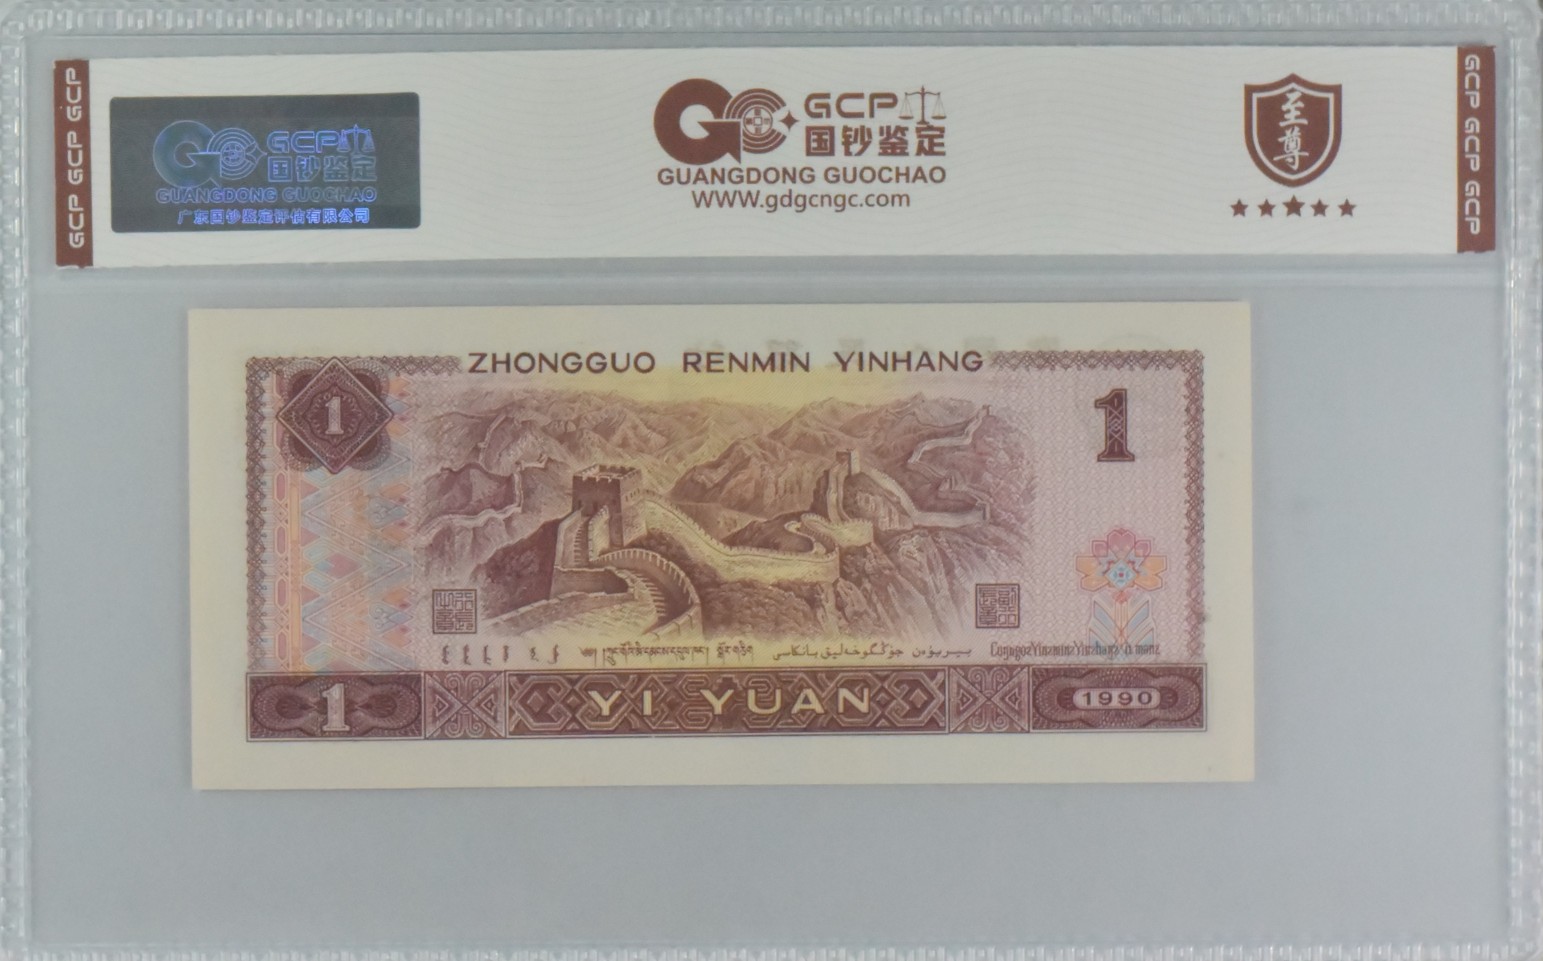 GCP GCP GCP
GCP
国钞鉴定
GUANGDONG GUOCHAO
广东国钞鉴定评估有限公司
GC
GCP
国钞鉴定
GUANGDONG GUOCHAO
www.gdgcngc.com
至尊
GCP GCP GCP
ZHONGGUO RENMIN YINHANG
1
1
1
YI YUAN
1990